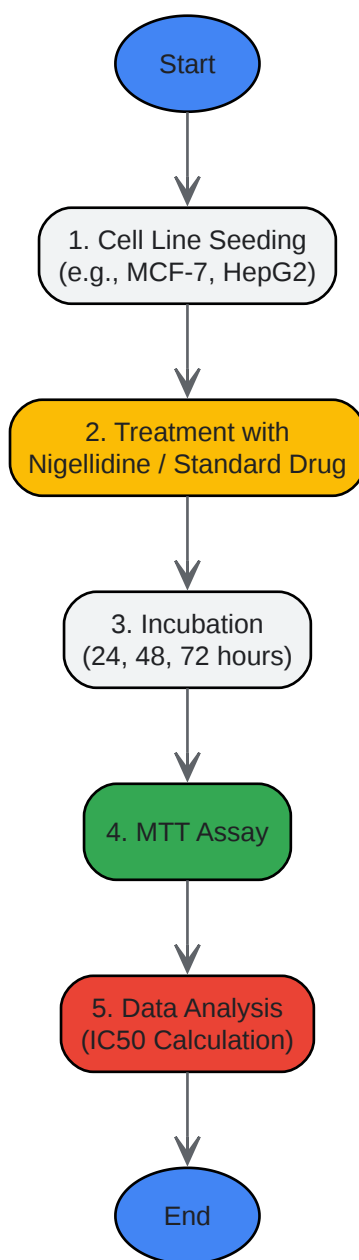 Start
1. Cell Line Seeding
(e.g., MCF-7, HepG2)
2. Treatment with
Nigellidine / Standard Drug
3. Incubation
(24, 48, 72 hours)
4. MTT Assay
5. Data Analysis
(IC50 Calculation)
End